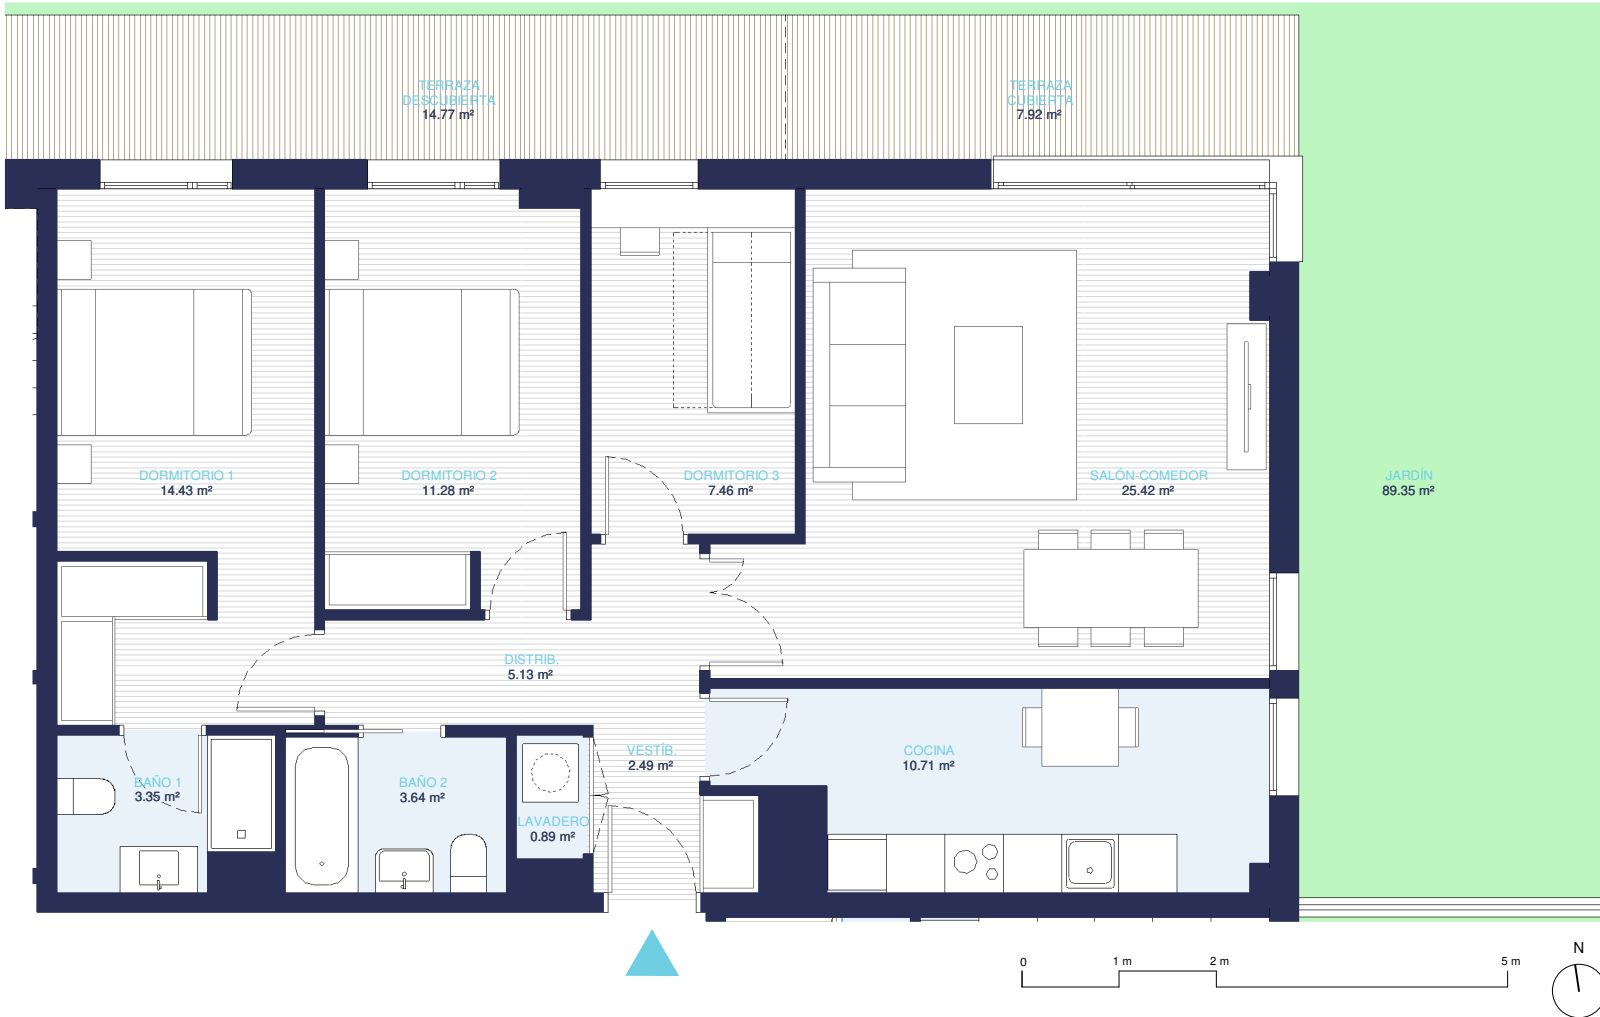 TERRAZA
DESCUBIERTA
14.77 m²
TERRAZA
CUBIERTA
7.92 m²
DORMITORIO 1
14.43 m²
DORMITORIO 2
11.28 m²
DORMITORIO 3
7.46 m²
SALÓN-COMEDOR
25.42 m²
JARDÍN
89.35 m²
DISTRIB.
5.13 m²
VESTÍB.
2.49 m²
COCINA
10.71 m²
BAÑO 1
3.35 m²
BAÑO 2
3.64 m²
LAVADERO
0.89 m²
0
1 m
2 m
5 m
N